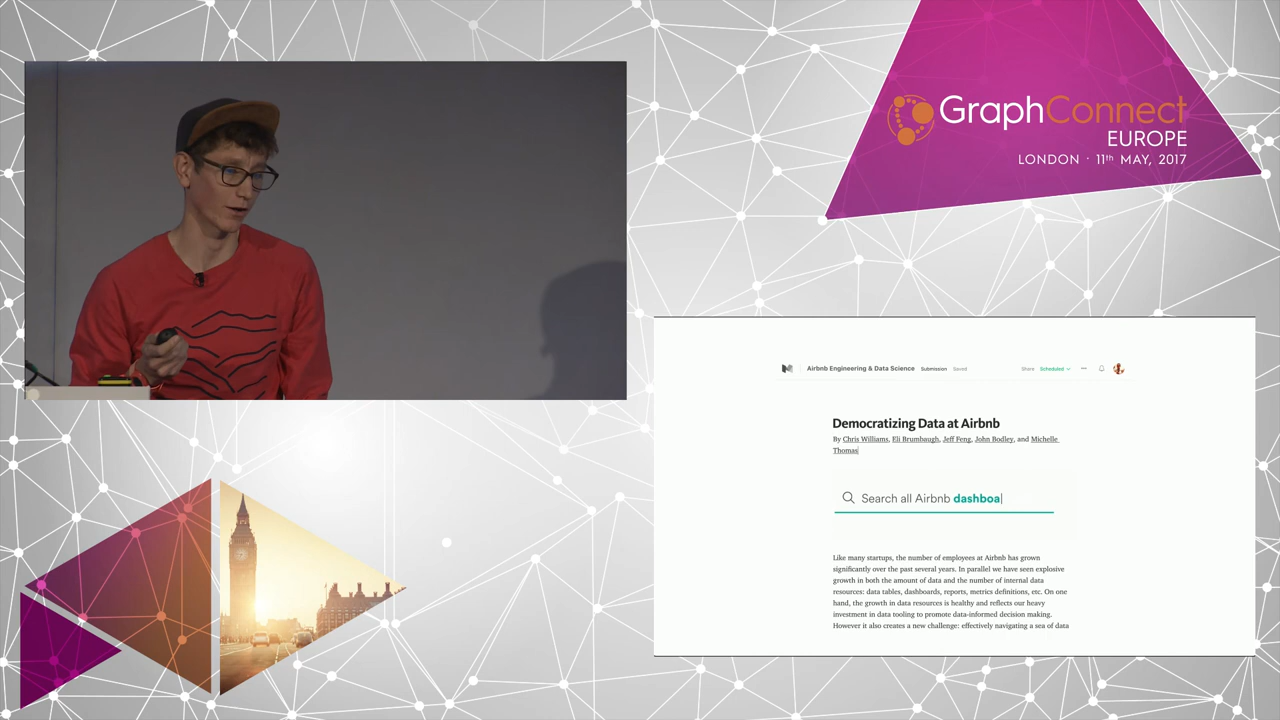 GraphConnect
EUROPE
LONDON · 11th MAY, 2017
Airbnb Engineering & Data Science Submission Saved Share Scheduled
Democratizing Data at Airbnb
By Chris Williams, Eli Brumbaugh, Jeff Feng, John Bodley, and Michelle
Thomas
Search all Airbnb dashboa
Like many startups, the number of employees at Airbnb has grown
significantly over the past several years. In parallel we have seen explosive
growth in both the amount of data and the number of internal data
resources: data tables, dashboards, reports, metrics definitions, etc. On one
hand, the growth in data resources is healthy and reflects our heavy
investment in data tooling to promote data-informed decision making.
However it also creates a new challenge: effectively navigating a sea of data